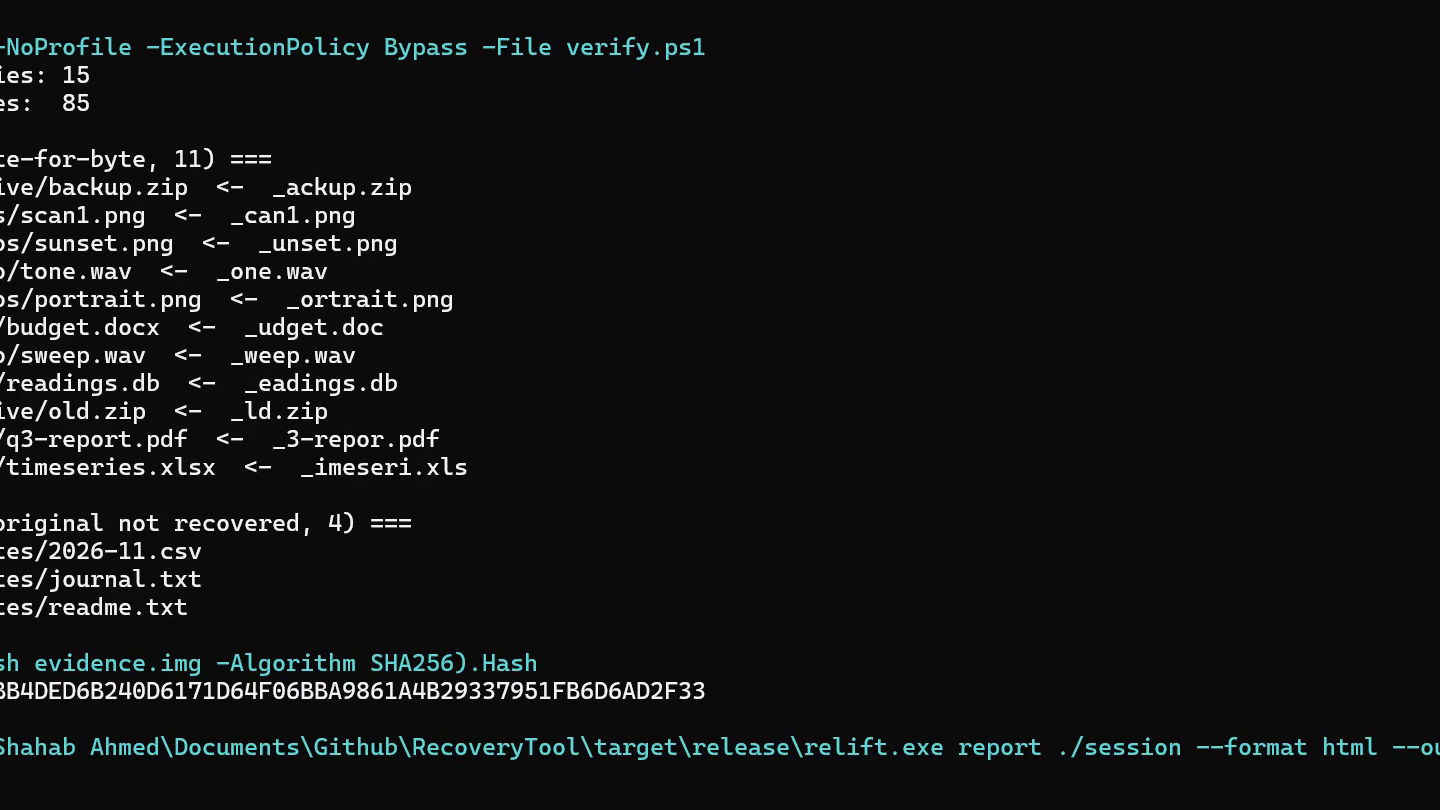 -NoProfile -ExecutionPolicy Bypass -File verify.ps1
ies: 15
es:  85
te-for-byte, 11) ===
ive/backup.zip  <-  _ackup.zip
s/scan1.png  <-  _can1.png
os/sunset.png  <-  _unset.png
o/tone.wav  <-  _one.wav
os/portrait.png  <-  _ortrait.png
/budget.docx  <-  _udget.doc
o/sweep.wav  <-  _weep.wav
/readings.db  <-  _eadings.db
ive/old.zip  <-  _ld.zip
/q3-report.pdf  <-  _3-repor.pdf
/timeseries.xlsx  <-  _imeseri.xls
original not recovered, 4) ===
tes/2026-11.csv
tes/journal.txt
tes/readme.txt
sh evidence.img -Algorithm SHA256).Hash
BB4DED6B240D6171D64F06BBA9861A4B29337951FB6D6AD2F33
Shahab Ahmed\Documents\Github\RecoveryTool\target\release\relift.exe report ./session --format html --ou